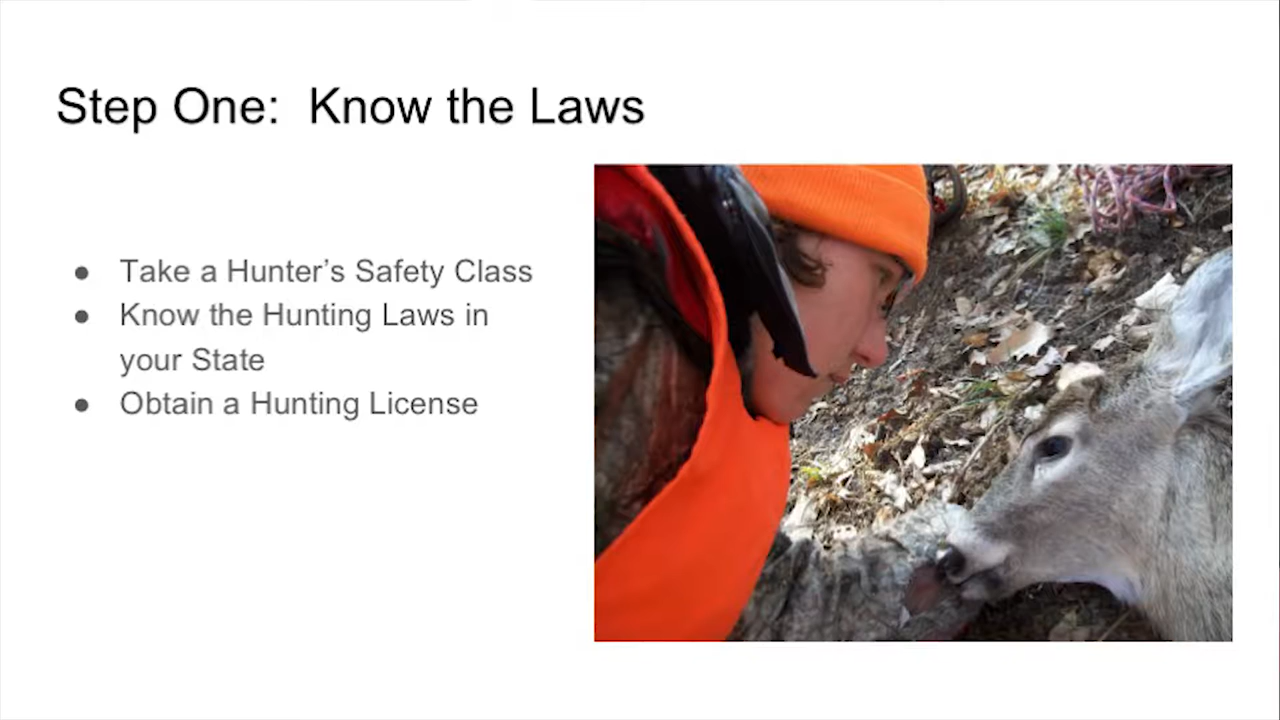 Step One:  Know the Laws
● Take a Hunter’s Safety Class
● Know the Hunting Laws in
your State
● Obtain a Hunting License